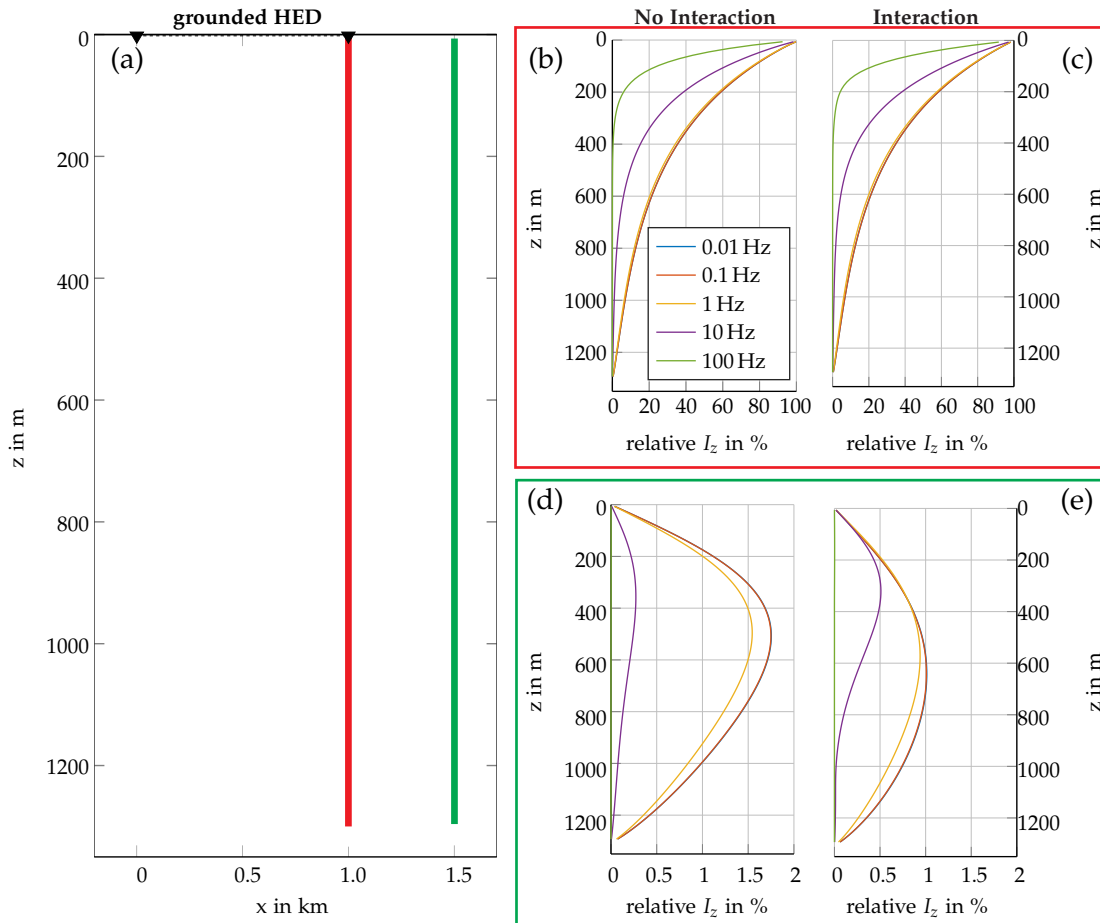 grounded HED
(a)
0
200
400
600
800
1000
1200
z in m
0
0.5
1.0
1.5
x in km
No Interaction
Interaction
(b)
0
200
400
600
800
1000
1200
z in m
0.01 Hz
0.1 Hz
1 Hz
10 Hz
100 Hz
0 20 40 60 80 100
relative Iz in %
(c)
0
200
400
600
800
1000
1200
z in m
0 20 40 60 80 100
relative Iz in %
(d)
0
200
400
600
800
1000
1200
z in m
0 0.5 1 1.5 2
relative Iz in %
(e)
0
200
400
600
800
1000
1200
z in m
0 0.5 1 1.5 2
relative Iz in %